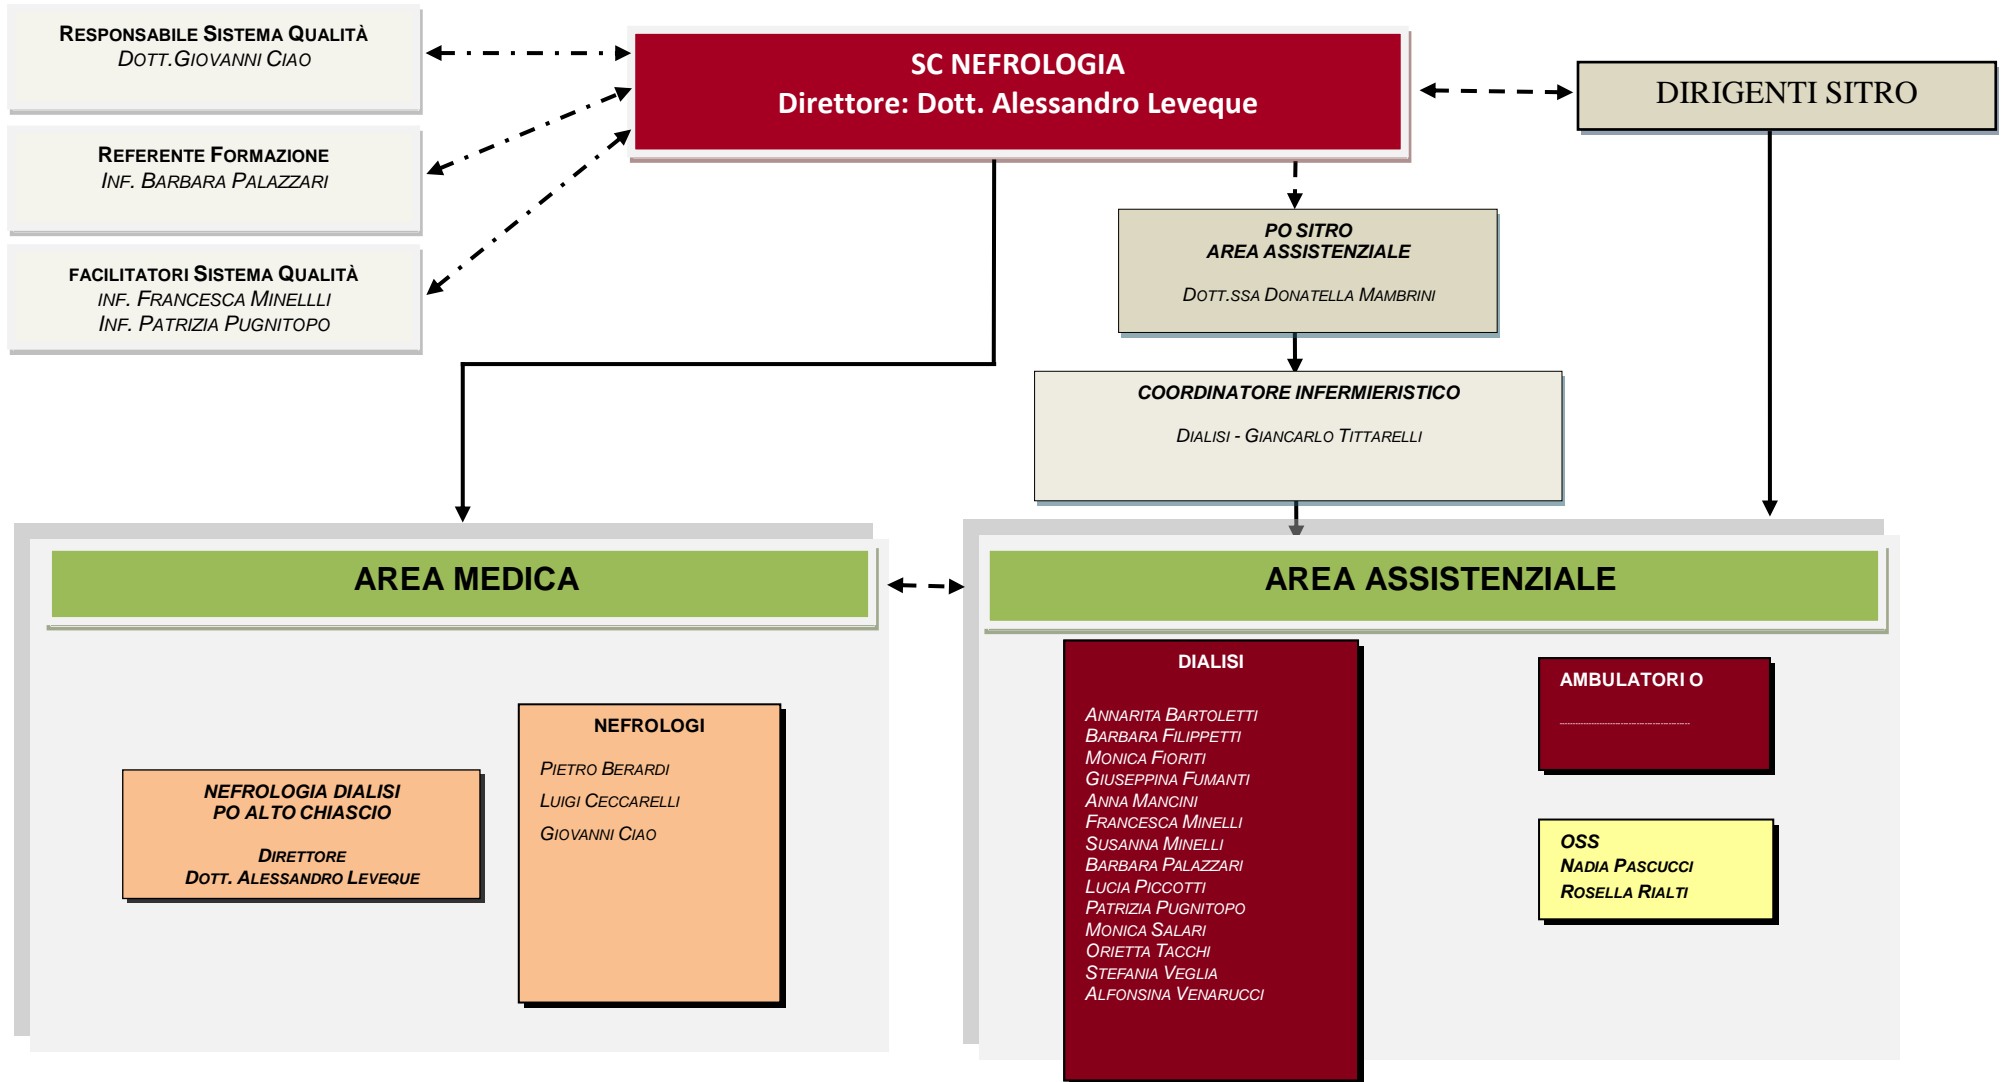 RESPONSABILE SISTEMA QUALITÀ
DOTT.GIOVANNI CIAO
SC NEFROLOGIA
Direttore: Dott. Alessandro Leveque
DIRIGENTI SITRO
REFERENTE FORMAZIONE
INF. BARBARA PALAZZARI
FACILITATORI SISTEMA QUALITÀ
INF. FRANCESCA MINELLLI
INF. PATRIZIA PUGNITOPO
PO SITRO
AREA ASSISTENZIALE
DOTT.SSA DONATELLA MAMBRINI
COORDINATORE INFERMIERISTICO
DIALISI - GIANCARLO TITTARELLI
AREA MEDICA
NEFROLOGIA DIALISI
PO ALTO CHIASCIO
DIRETTORE
DOTT. ALESSANDRO LEVEQUE
NEFROLOGI
PIETRO BERARDI
LUIGI CECCARELLI
GIOVANNI CIAO
AREA ASSISTENZIALE
DIALISI
ANNARITA BARTOLETTI
BARBARA FILIPPETTI
MONICA FIORITI
GIUSEPPINA FUMANTI
ANNA MANCINI
FRANCESCA MINELLI
SUSANNA MINELLI
BARBARA PALAZZARI
LUCIA PICCOTTI
PATRIZIA PUGNITOPO
MONICA SALARI
ORIETTA TACCHI
STEFANIA VEGLIA
ALFONSINA VENARUCCI
AMBULATORI O
OSS
NADIA PASCUCCI
ROSELLA RIALTI